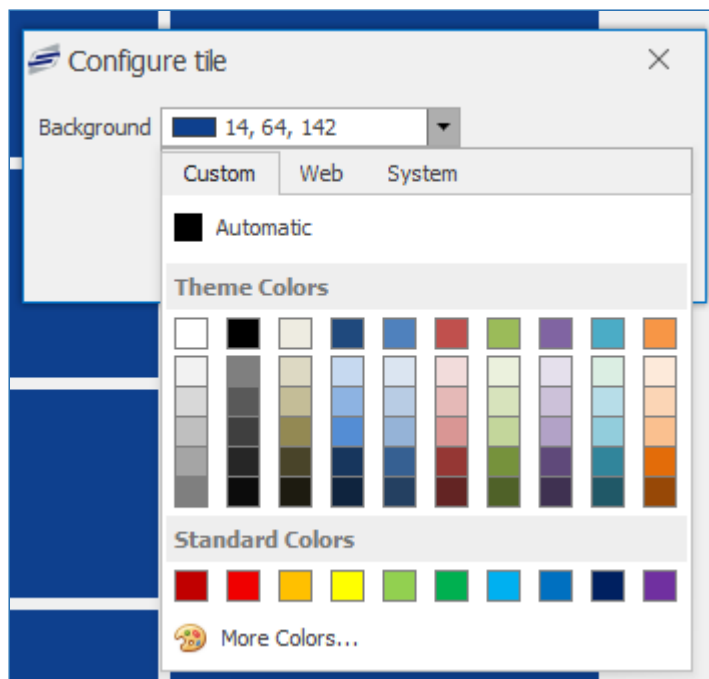 Configure tile
Background 14, 64, 142
Custom Web System
Automatic
Theme Colors
Standard Colors
More Colors...